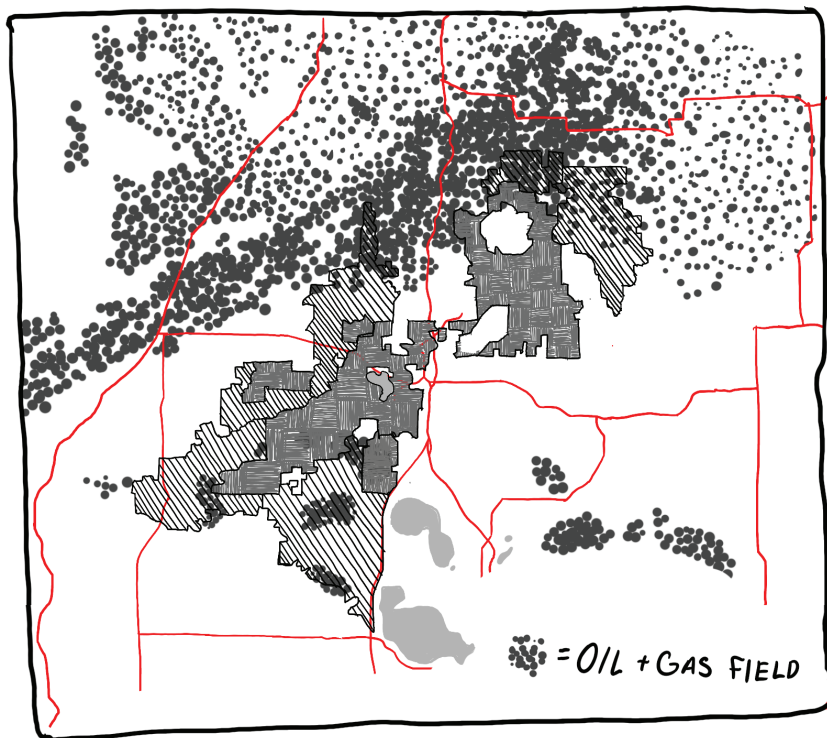 = OIL + GAS FIELD